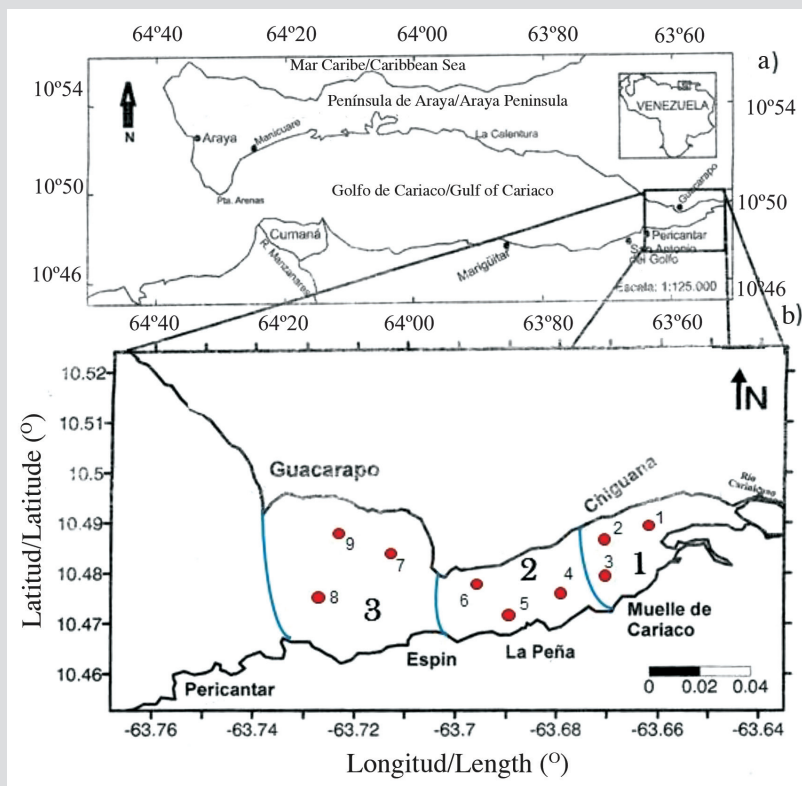 64º40 64º20 64º00 63º80 63º60
a)
Mar Caribe/Caribbean Sea
10º54
Península de Araya/Araya Peninsula
10º54
VENEZUELA
N
Araya
Manicuare
La Calentura
Guacarapo
10º50
Pta. Arenas
Golfo de Cariaco/Gulf of Cariaco
10º50
Cumaná
R. Manzanares
Marigüitar
Pericantar
San Antonio
del Golfo
10º46
Escala: 1:125.000
10º46
64º40 64º20 64º00 63º80 63º60
b)
N
10.52
10.51
10.5
10.49
10.48
10.47
10.46
Latitud/Latitude (º)
Guacarapo
Chiguana
Río
1
2
3
1
9
7
8
3
2
4
5
6
Muelle de
Cariaco
Espin
La Peña
Pericantar
0 0.02 0.04
-63.76 -63.74 -63.72 -63.7 -63.68 -63.66 -63.64
Longitud/Length (º)